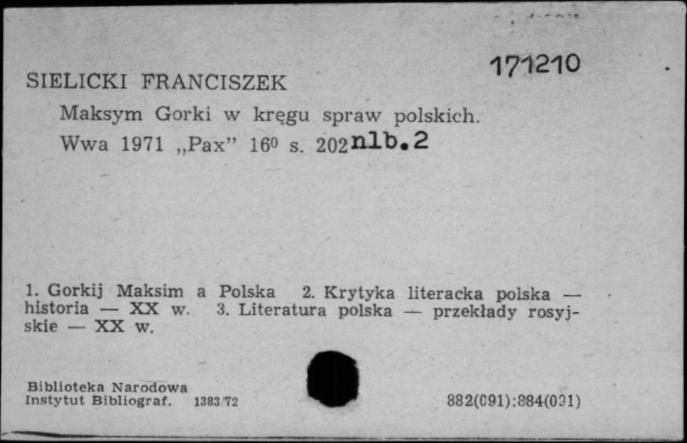 171210
SIELICKI FRANCISZEK
Maksym Gorki w kręgu spraw polskich.
Wwa 1971 „Pax” 16⁰ s. 202 nlb. 2
1. Gorkij Maksim a Polska 2. Krytyka literacka polska —
historia — XX w. 3. Literatura polska — przekłady rosyj-
skie — XX w.
Biblioteka Narodowa
Instytut Bibliograf. 1383/72
882(091):884(091)